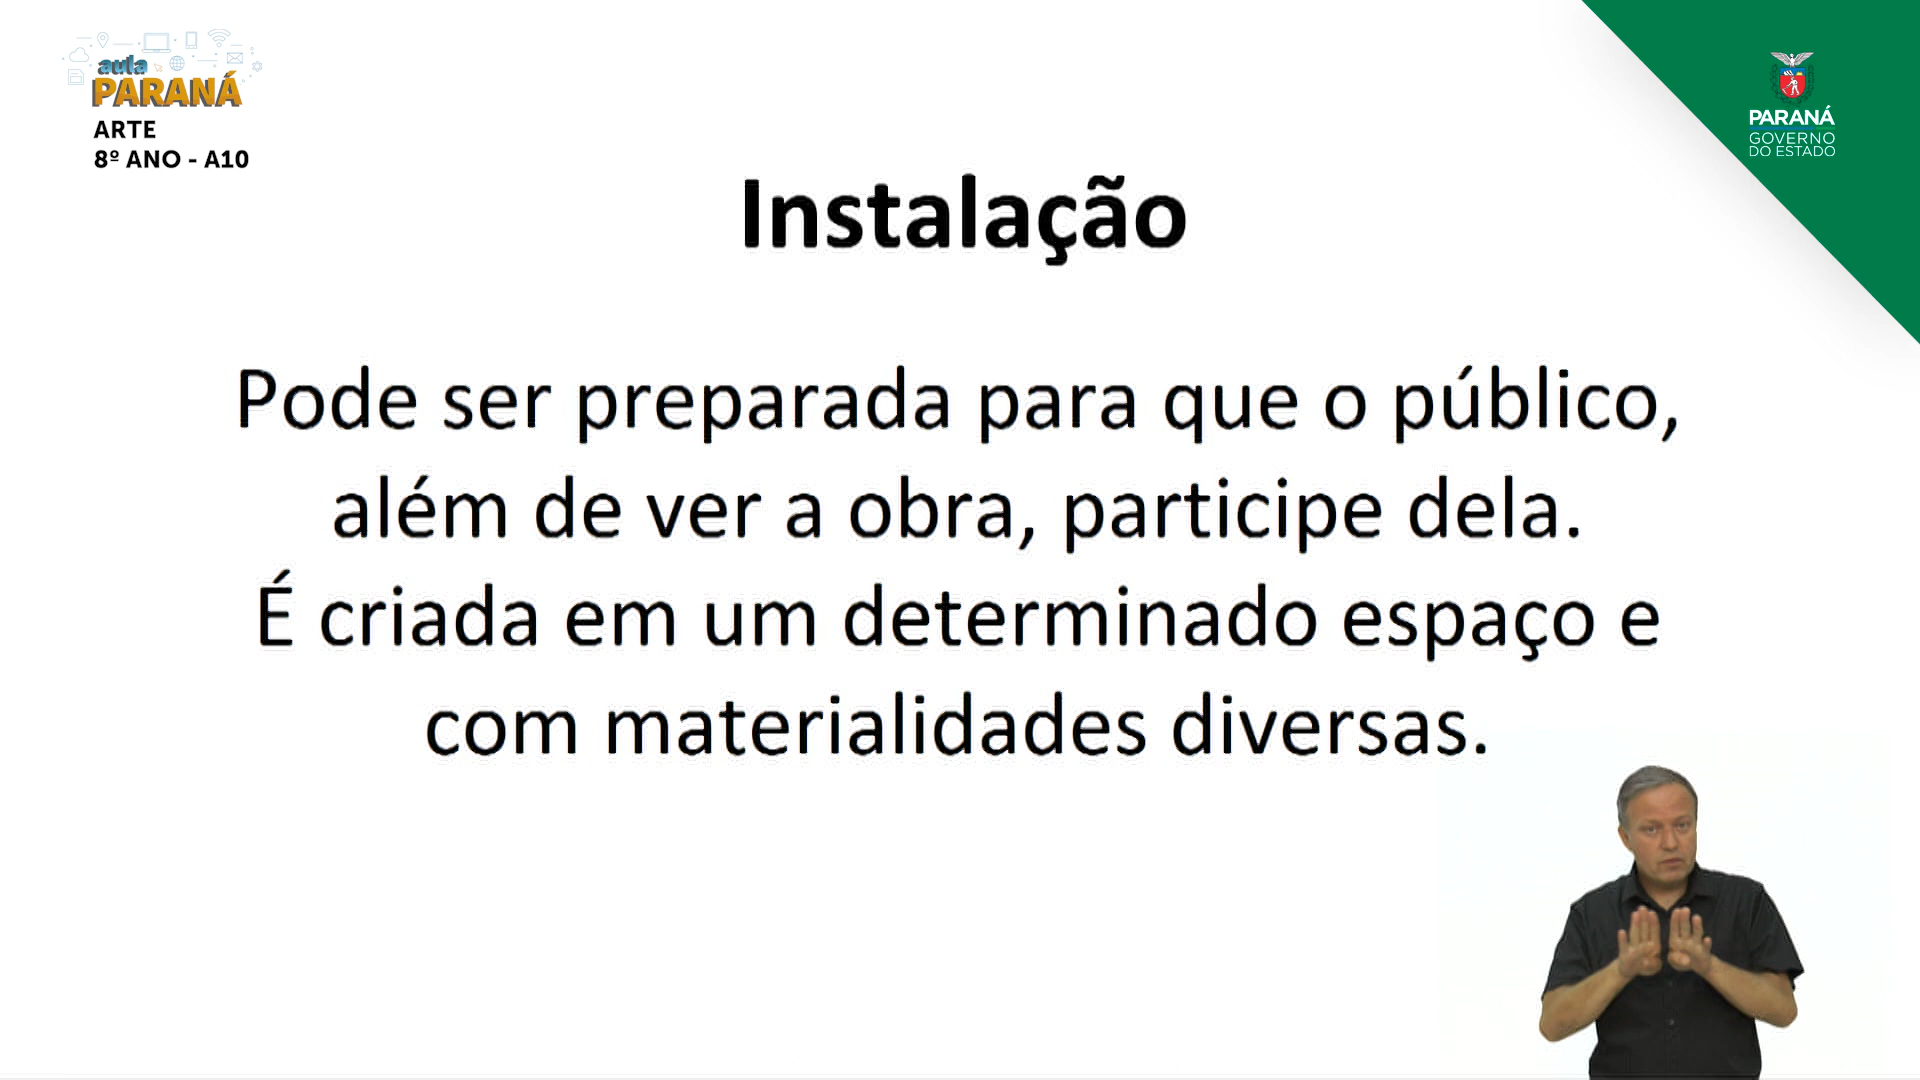 aula
PARANÁ
ARTE
8º ANO - A10
PARANÁ
GOVERNO
DO ESTADO
Instalação
Pode ser preparada para que o público,
além de ver a obra, participe dela.
É criada em um determinado espaço e
com materialidades diversas.